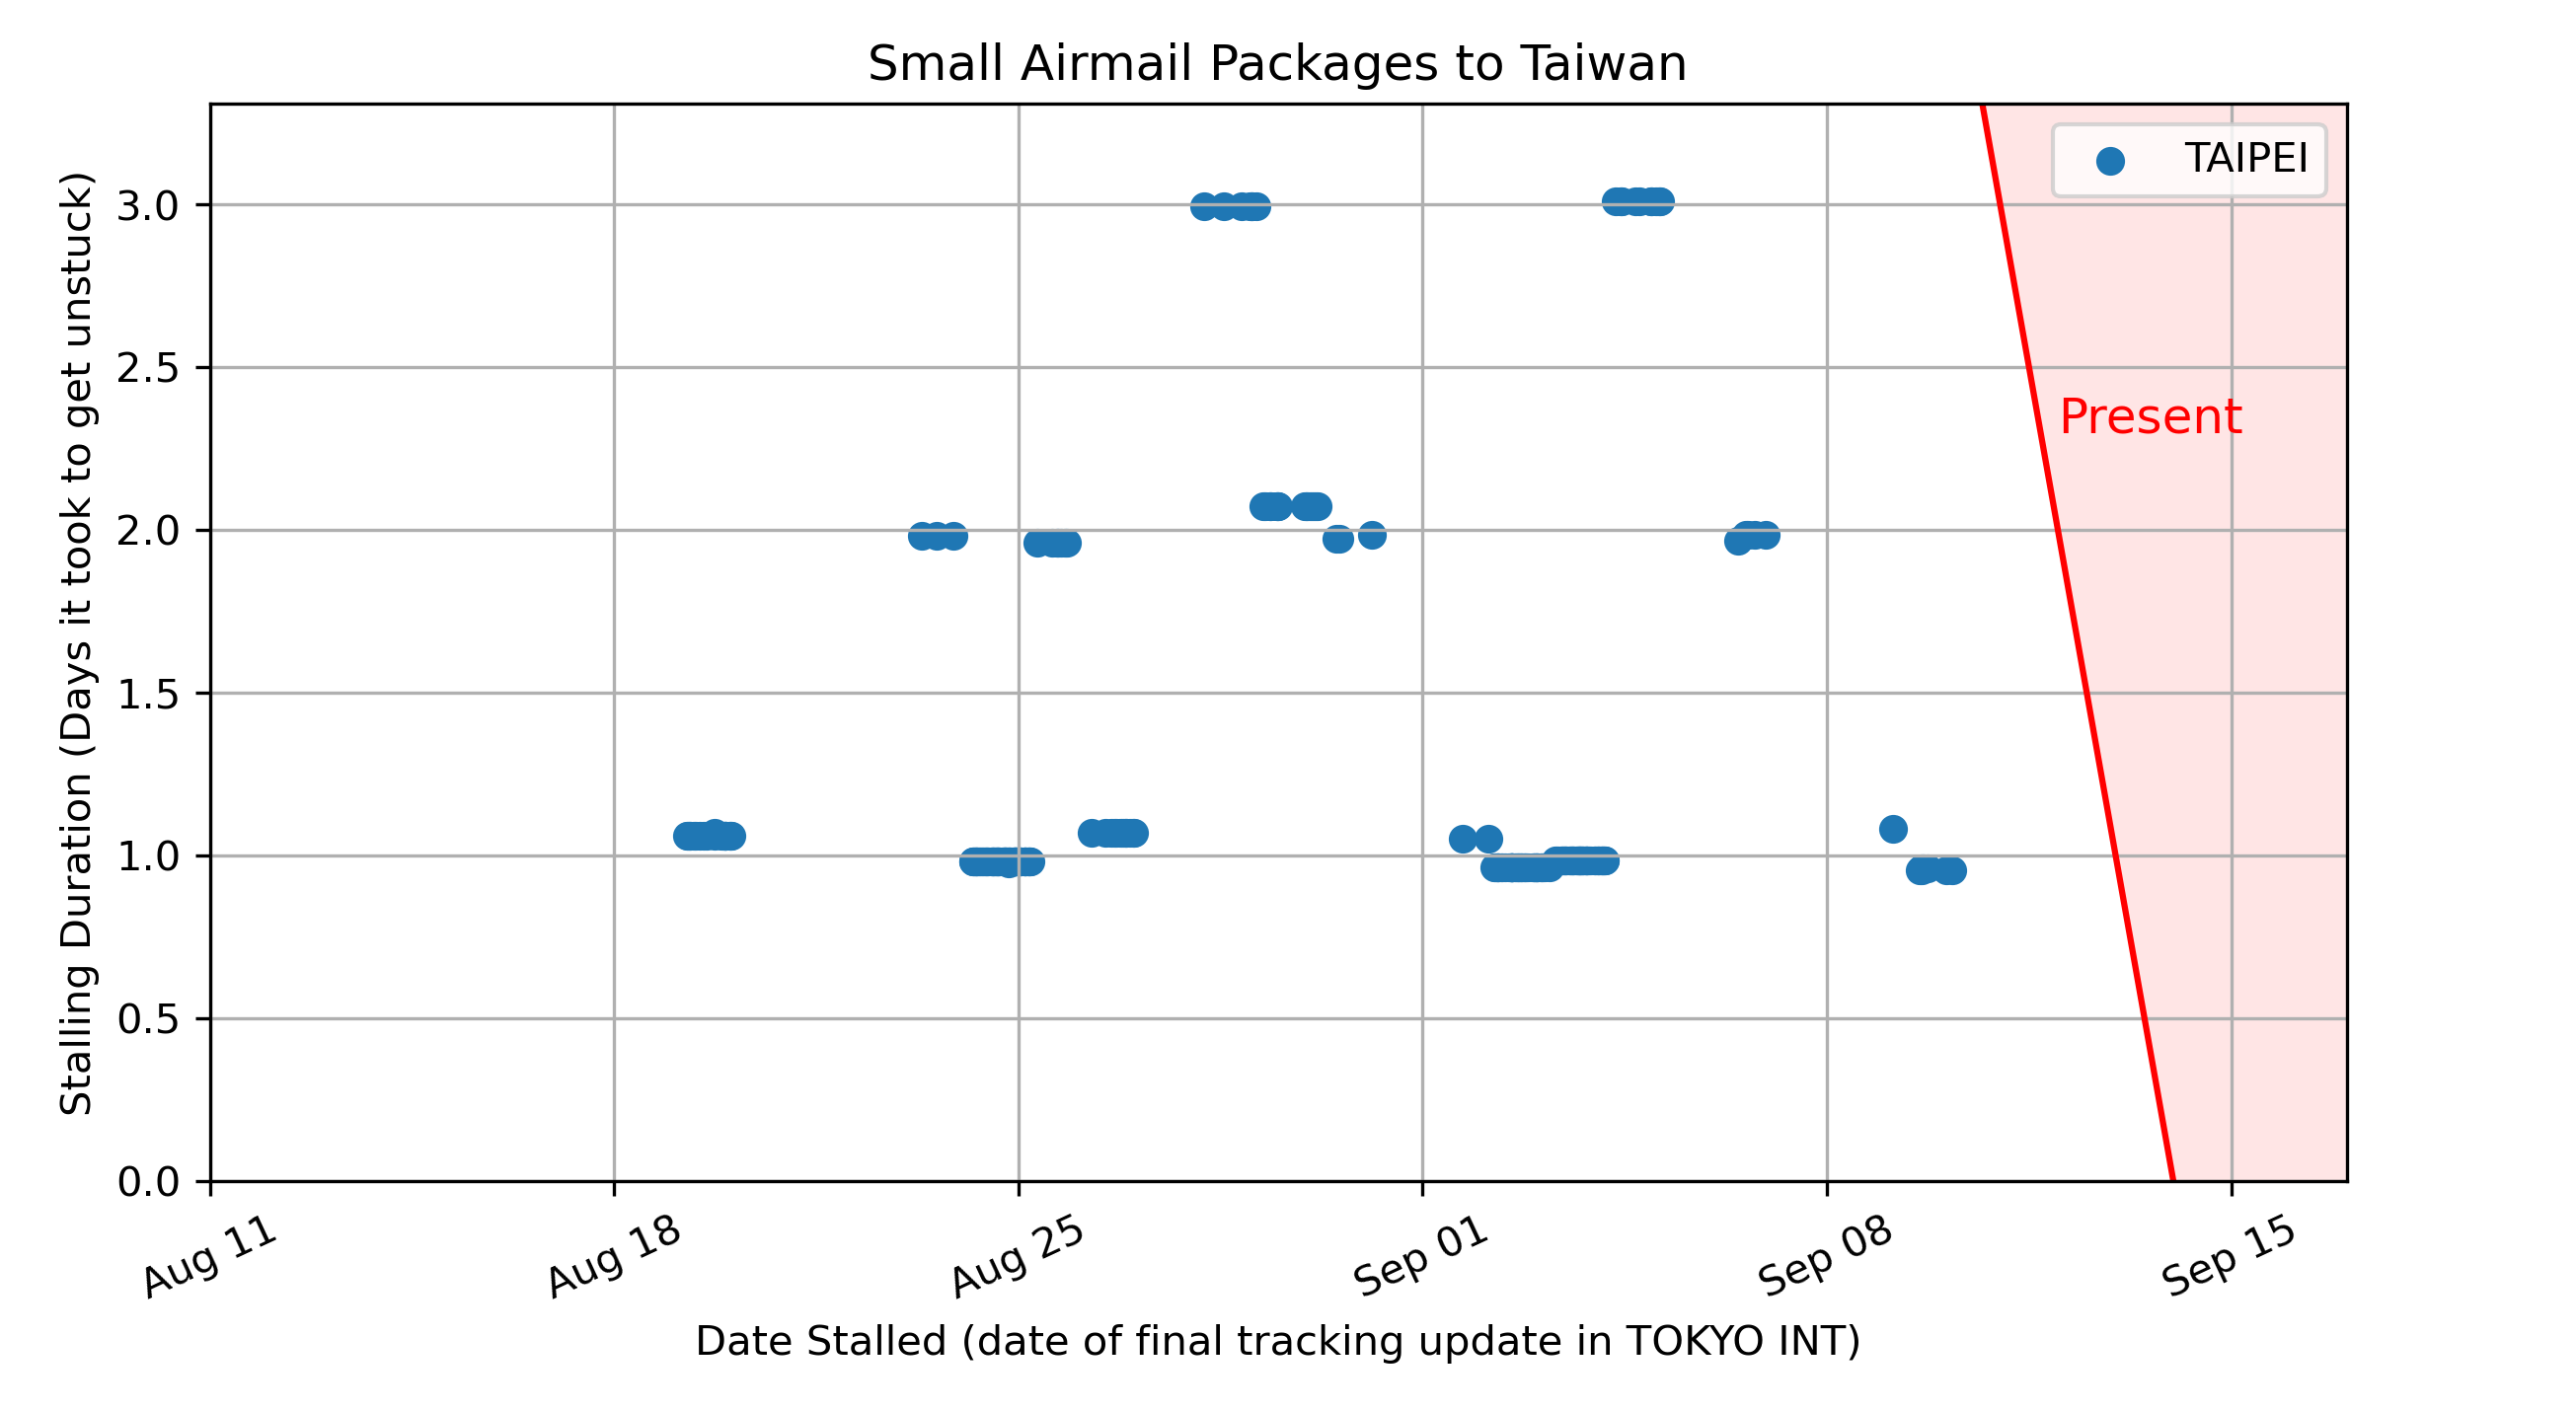 Small Airmail Packages to Taiwan
Stalling Duration (Days it took to get unstuck)
3.0
2.5
2.0
1.5
1.0
0.5
0.0
TAIPEI
Present
Aug 11
Aug 18
Aug 25
Sep 01
Sep 08
Sep 15
Date Stalled (date of final tracking update in TOKYO INT)